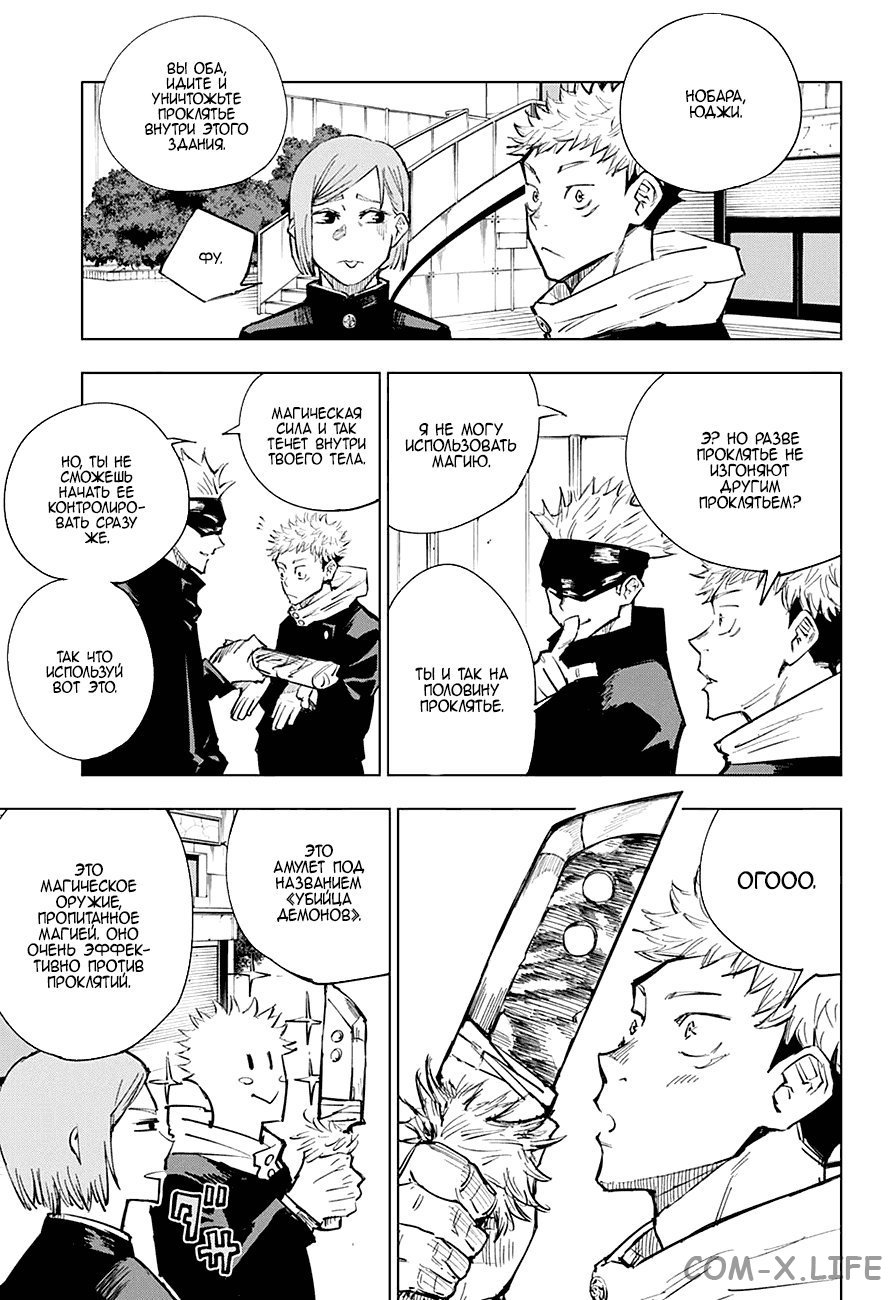 НОБАРА,
ЮДЖИ.
ВЫ ОБА,
ИДИТЕ И
УНИЧТОЖЬТЕ
ПРОКЛЯТЬЕ
ВНУТРИ ЭТОГО
ЗДАНИЯ.
ФУ.
Э? НО РАЗВЕ
ПРОКЛЯТЬЕ НЕ
ИЗГОНЯЮТ
ДРУГИМ
ПРОКЛЯТЬЕМ?
Я НЕ МОГУ
ИСПОЛЬЗОВАТЬ
МАГИЮ.
ТЫ И ТАК НА
ПОЛОВИНУ
ПРОКЛЯТЬЕ.
МАГИЧЕСКАЯ
СИЛА И ТАК
ТЕЧЕТ ВНУТРИ
ТВОЕГО ТЕЛА.
НО, ТЫ НЕ
СМОЖЕШЬ
НАЧАТЬ ЕЕ
КОНТРОЛИРО-
ВАТЬ СРАЗУ
ЖЕ.
ТАК ЧТО
ИСПОЛЬЗУЙ
ВОТ ЭТО.
ОГООО.
ЭТО
АМУЛЕТ ПОД
НАЗВАНИЕМ
«УБИЙЦА
ДЕМОНОВ».
ЭТО
МАГИЧЕСКОЕ
ОРУЖИЕ,
ПРОПИТАННОЕ
МАГИЕЙ. ОНО
ОЧЕНЬ ЭФФЕК-
ТИВНО ПРОТИВ
ПРОКЛЯТИЙ.
COM-X.LIFE